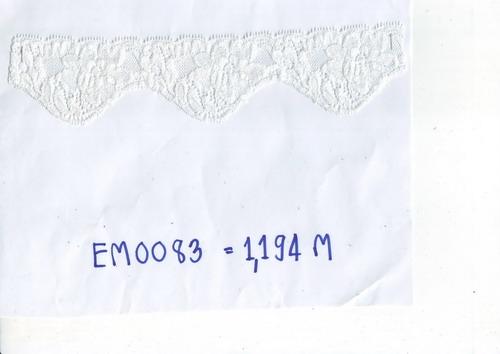 EM0083 = 1,194 M